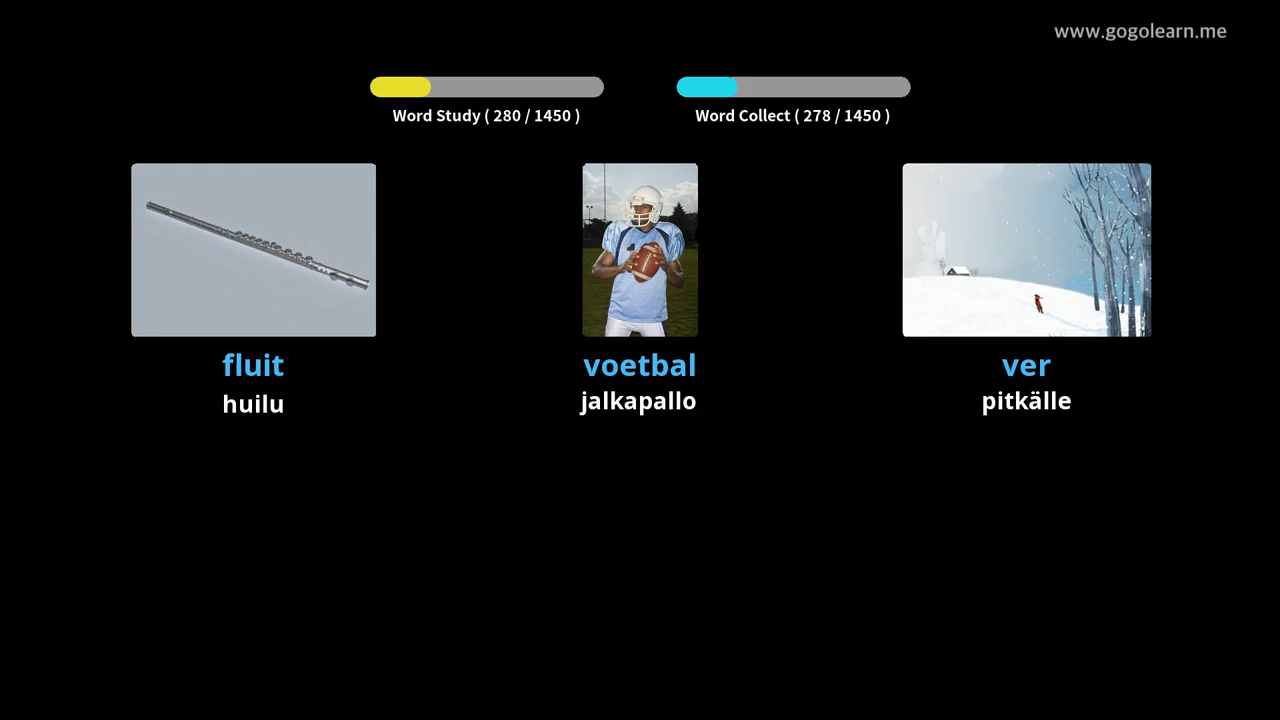 www.gogolearn.me
Word Study ( 280 / 1450 )
Word Collect ( 278 / 1450 )
fluit
voetbal
ver
huilu
jalkapallo
pitkälle